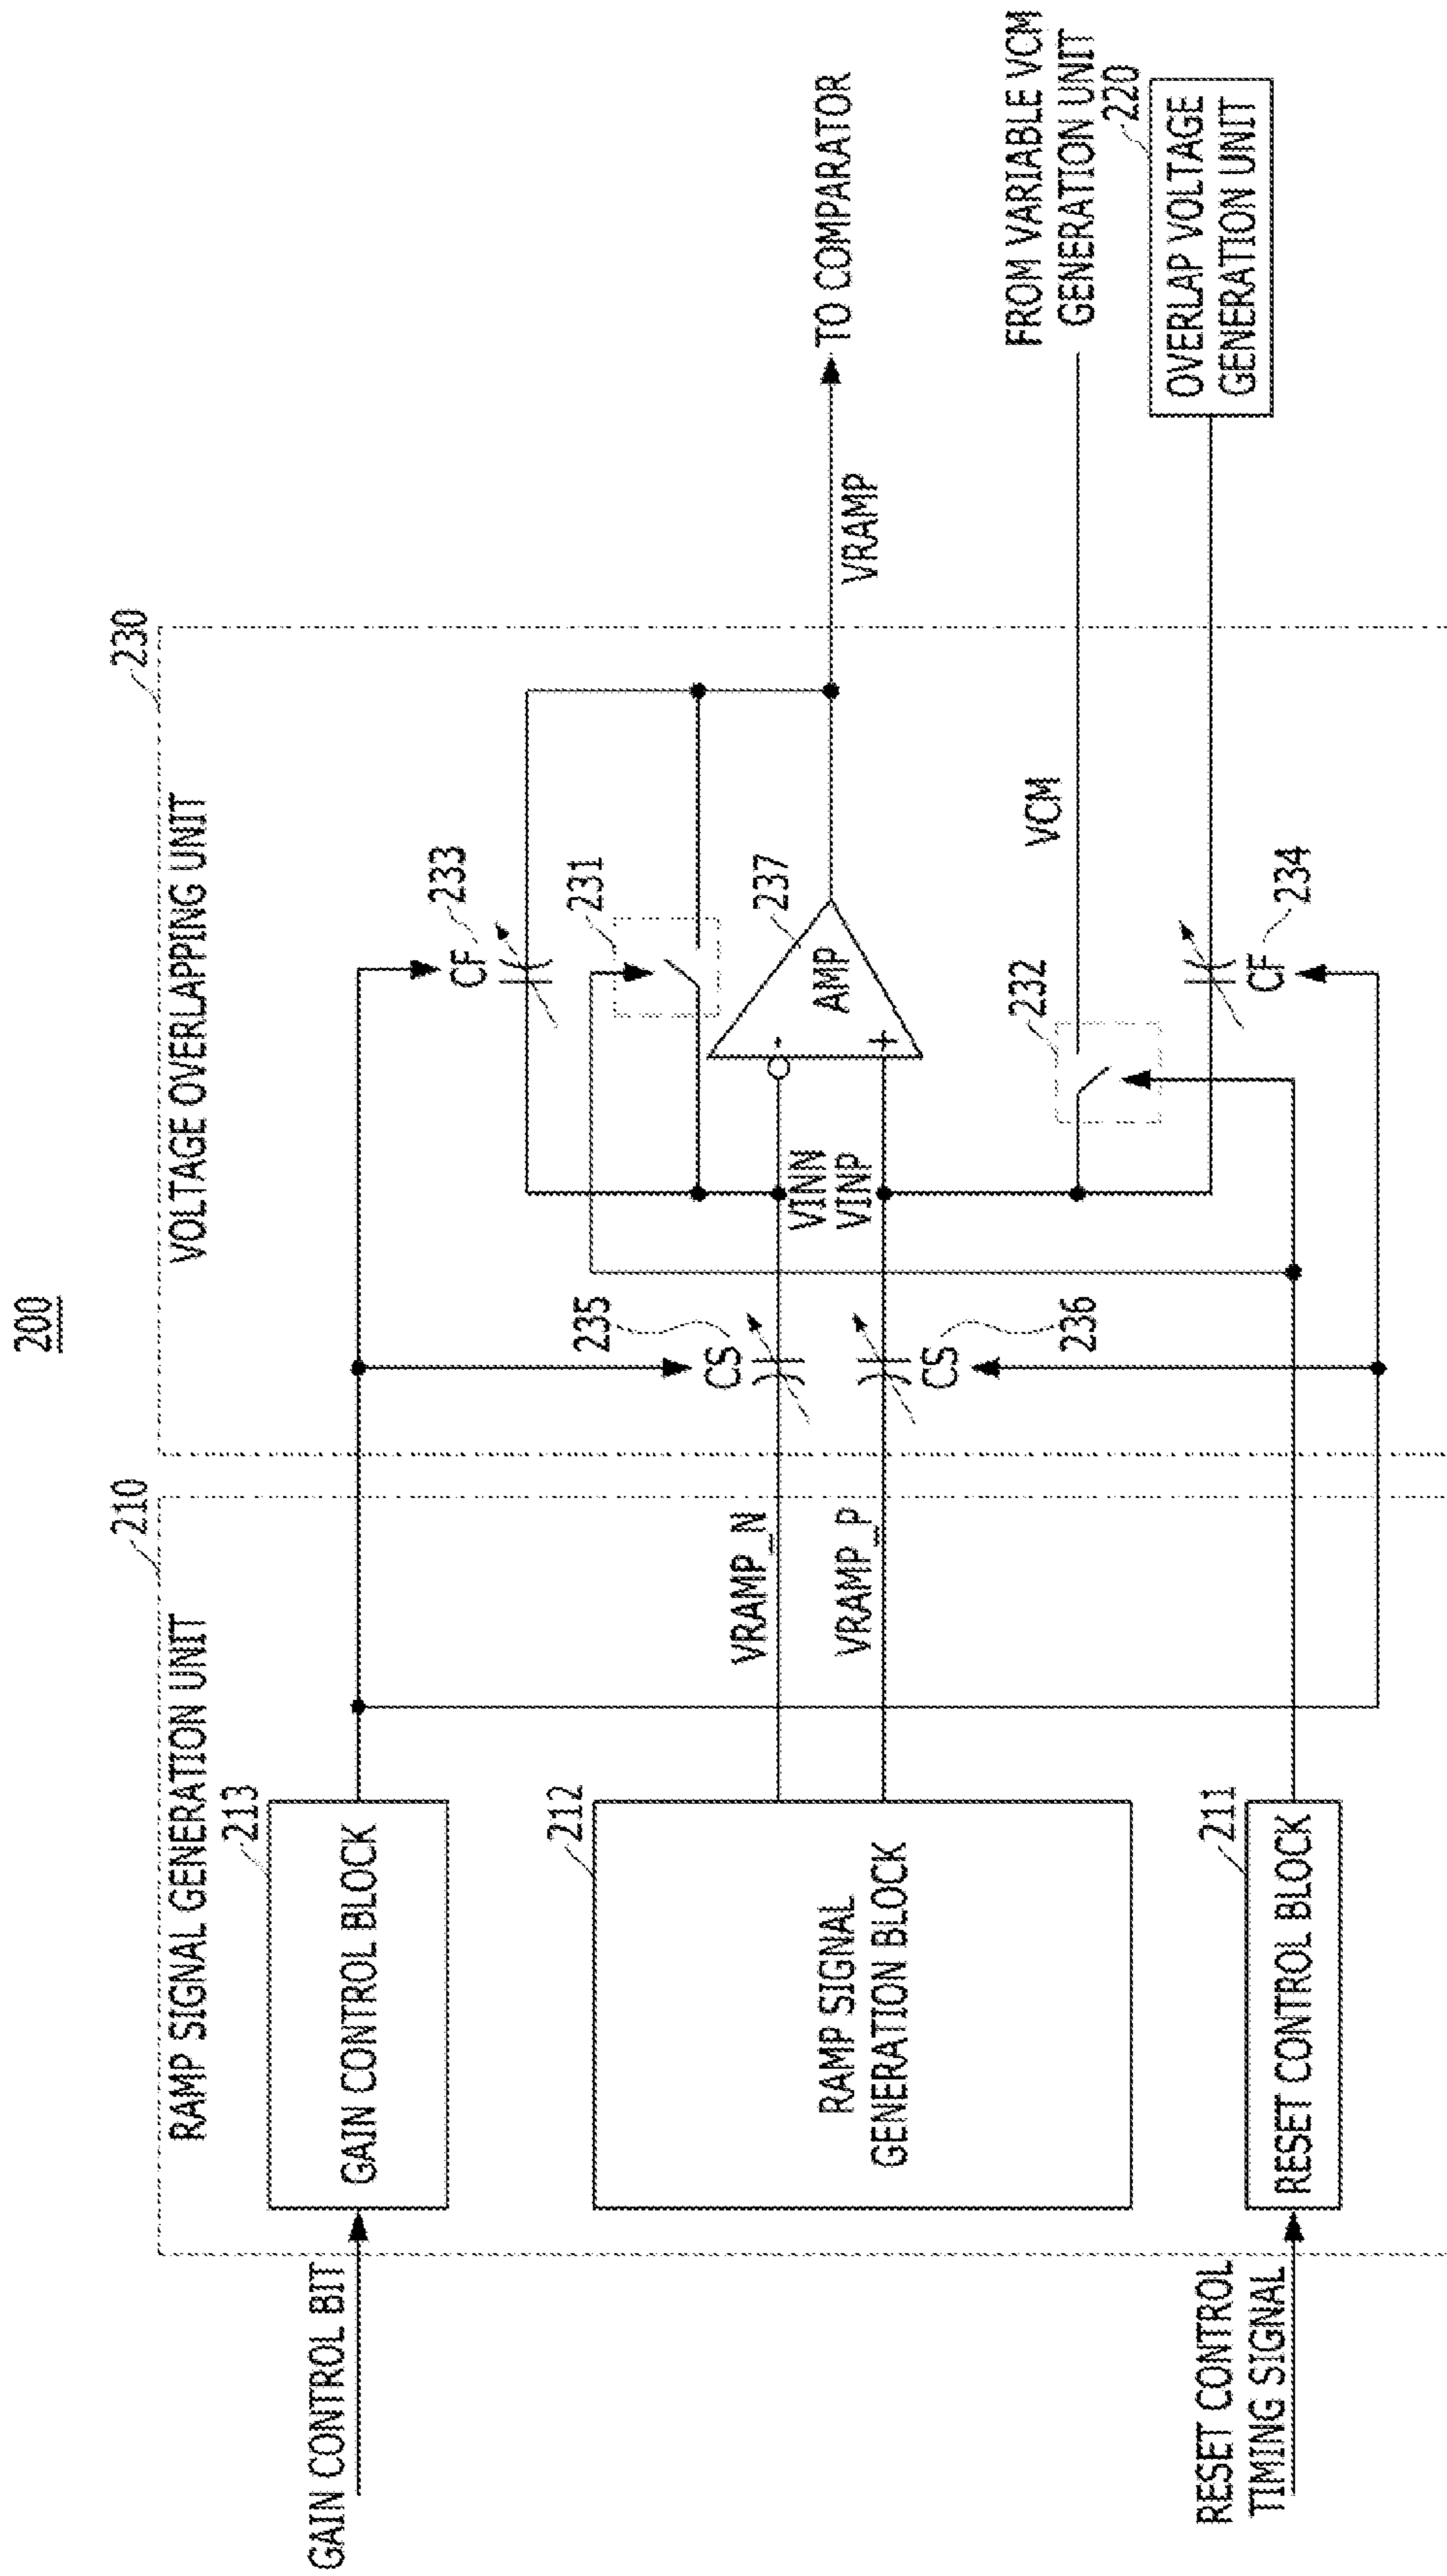 200
230
VOLTAGE OVERLAPPING UNIT
210
RAMP SIGNAL GENERATION UNIT
GAIN CONTROL BIT
213
GAIN CONTROL BLOCK
212
RAMP SIGNAL
GENERATION BLOCK
211
RESET CONTROL BLOCK
RESET CONTROL
TIMING SIGNAL
VRAMP_N
VRAMP_P
235
CS
CS
236
CF
233
231
237
AMP
-
+
VINN
VINP
232
VCM
CF
234
VRAMP
TO COMPARATOR
FROM VARIABLE VCM
GENERATION UNIT
220
OVERLAP VOLTAGE
GENERATION UNIT